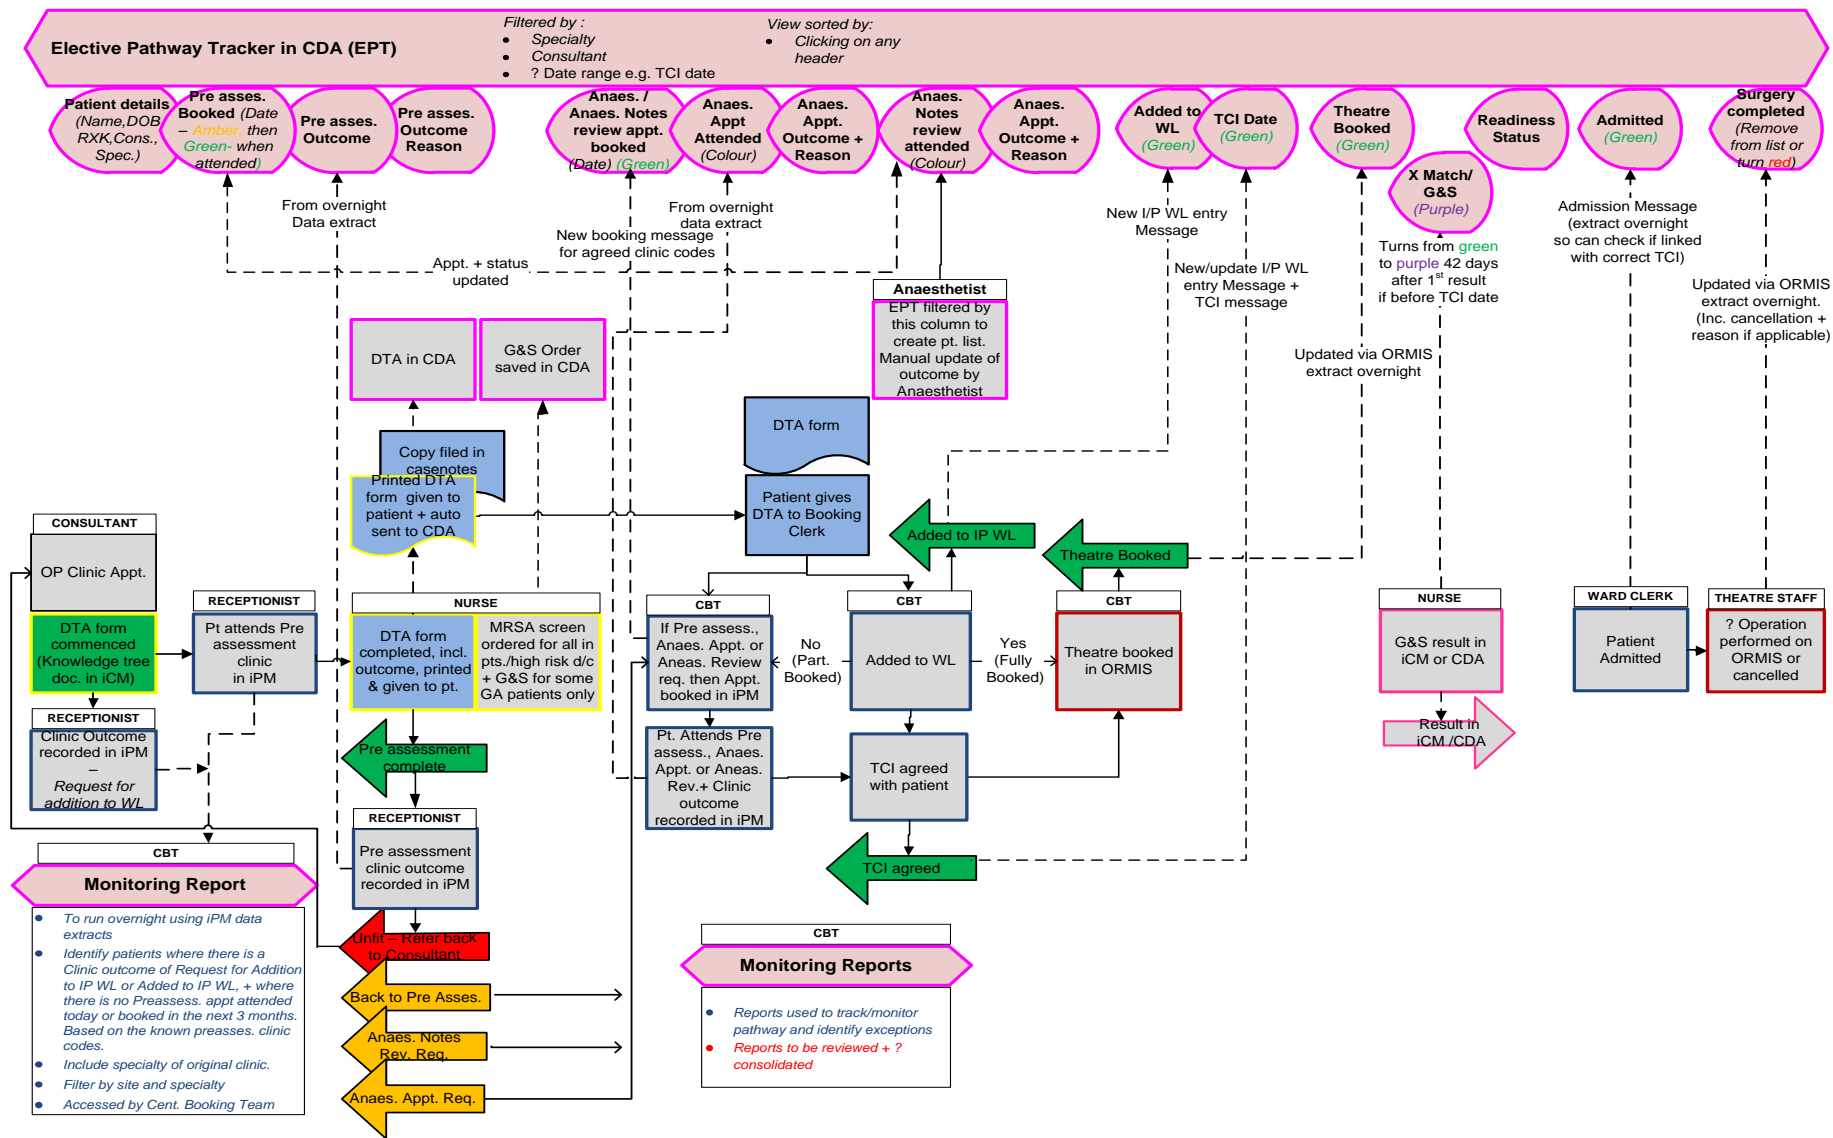 Elective Pathway Tracker in CDA (EPT)
Filtered by :
• Specialty
• Consultant
• ? Date range e.g. TCI date
View sorted by:
• Clicking on any
header
Patient details
(Name,DOB
RXK,Cons.,
Spec.)
Pre asses.
Booked (Date
– Amber, then
Green- when
attended)
Pre asses.
Outcome
Pre asses.
Outcome
Reason
Anaes. /
Anaes. Notes
review appt.
booked
(Date) (Green)
Anaes.
Appt
Attended
(Colour)
Anaes.
Appt.
Outcome +
Reason
Anaes.
Notes
review
attended
(Colour)
Anaes.
Appt.
Outcome +
Reason
Added to
WL
(Green)
TCI Date
(Green)
Theatre
Booked
(Green)
X Match/
G&S
(Purple)
Readiness
Status
Admitted
(Green)
Surgery
completed
(Remove
from list or
turn red)
From overnight
Data extract
New booking message
for agreed clinic codes
From overnight
data extract
Appt. + status
updated
New I/P WL entry
Message
New/update I/P WL
entry Message +
TCI message
Turns from green
to purple 42 days
after 1st result
if before TCI date
Admission Message
(extract overnight
so can check if linked
with correct TCI)
Updated via ORMIS
extract overnight.
(Inc. cancellation +
reason if applicable)
Updated via ORMIS
extract overnight
Anaesthetist
EPT filtered by
this column to
create pt. list.
Manual update of
outcome by
Anaesthetist
DTA in CDA
G&S Order
saved in CDA
DTA form
Copy filed in
casenotes
Printed DTA
form given to
patient + auto
sent to CDA
Patient gives
DTA to Booking
Clerk
Added to IP WL
Theatre Booked
CONSULTANT
OP Clinic Appt.
DTA form
commenced
(Knowledge tree
doc. in iCM)
RECEPTIONIST
Clinic Outcome
recorded in iPM
–
Request for
addition to WL
RECEPTIONIST
Pt attends Pre
assessment
clinic
in iPM
NURSE
DTA form
completed, incl.
outcome, printed
& given to pt.
MRSA screen
ordered for all in
pts./high risk d/c
+ G&S for some
GA patients only
CBT
If Pre assess.,
Anaes. Appt. or
Aneas. Review
req. then Appt.
booked in iPM
No
(Part.
Booked)
CBT
Added to WL
Yes
(Fully
Booked)
CBT
Theatre booked
in ORMIS
NURSE
G&S result in
iCM or CDA
Result in
iCM /CDA
WARD CLERK
Patient
Admitted
THEATRE STAFF
? Operation
performed on
ORMIS or
cancelled
Pt. Attends Pre
assess., Anaes.
Appt. or Aneas.
Rev.+ Clinic
outcome
recorded in iPM
TCI agreed
with patient
TCI agreed
Pre assessment
complete
RECEPTIONIST
Pre assessment
clinic outcome
recorded in iPM
Unfit – Refer back
to Consultant
Back to Pre Asses.
Anaes. Notes
Rev. Req.
Anaes. Appt. Req.
CBT
Monitoring Report
• To run overnight using iPM data
extracts
• Identify patients where there is a
Clinic outcome of Request for Addition
to IP WL or Added to IP WL, + where
there is no Preassess. appt attended
today or booked in the next 3 months.
Based on the known preasses. clinic
codes.
• Include specialty of original clinic.
• Filter by site and specialty
• Accessed by Cent. Booking Team
CBT
Monitoring Reports
• Reports used to track/monitor
pathway and identify exceptions
• Reports to be reviewed + ?
consolidated